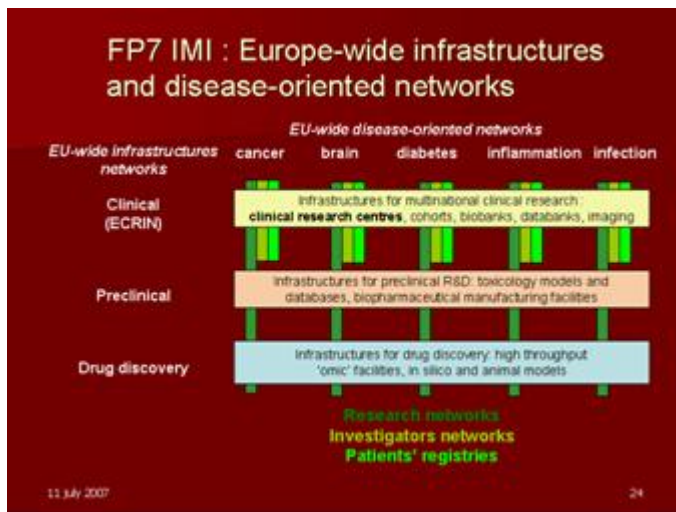 FP7 IMI : Europe-wide infrastructures
and disease-oriented networks
EU-wide disease-oriented networks
EU-wide infrastructures
networks
cancer brain diabetes inflammation infection
Clinical
(ECRIN)
Infrastructures for multinational clinical research :
clinical research centres, cohorts, biobanks, databanks, imaging
Preclinical
Infrastructures for preclinical R&D: toxicology models and
databases, biopharmaceutical manufacturing facilities
Drug discovery
Infrastructures for drug discovery: high throughput
'omic' facilities, in silico and animal models
Research networks
Investigators networks
Patients' registries
11 july 2007
24